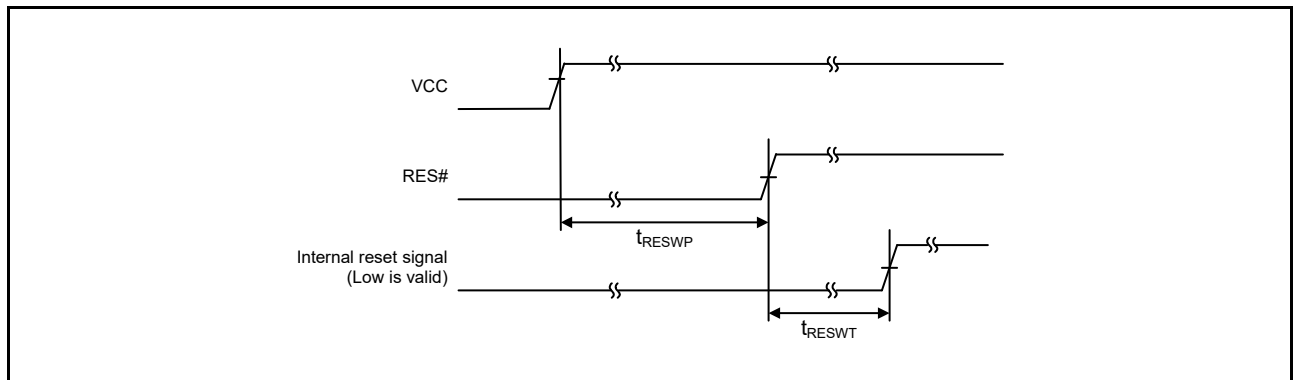 VCC
RES#
tRESWP
Internal reset signal
(Low is valid)
tRESWT